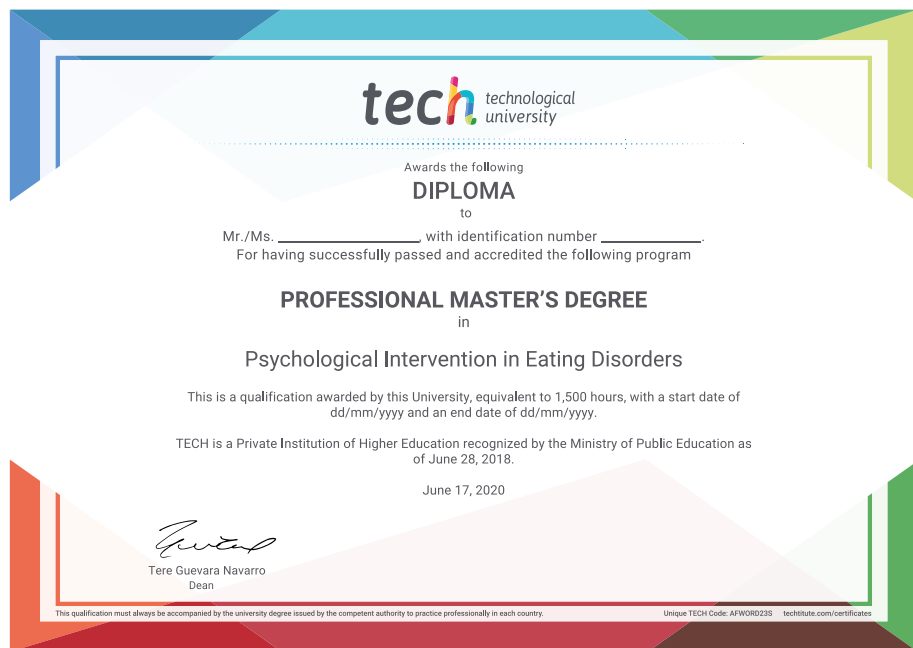 tech technological
university
Awards the following
DIPLOMA
to
Mr./Ms. ____________________, with identification number ______________.
For having successfully passed and accredited the following program
PROFESSIONAL MASTER'S DEGREE
in
Psychological Intervention in Eating Disorders
This is a qualification awarded by this University, equivalent to 1,500 hours, with a start date of
dd/mm/yyyy and an end date of dd/mm/yyyy.
TECH is a Private Institution of Higher Education recognized by the Ministry of Public Education as
of June 28, 2018.
June 17, 2020
Tere Guevara Navarro
Dean
This qualification must always be accompanied by the university degree issued by the competent authority to practice professionally in each country. Unique TECH Code: AFWORD23S techtitute.com/certificates